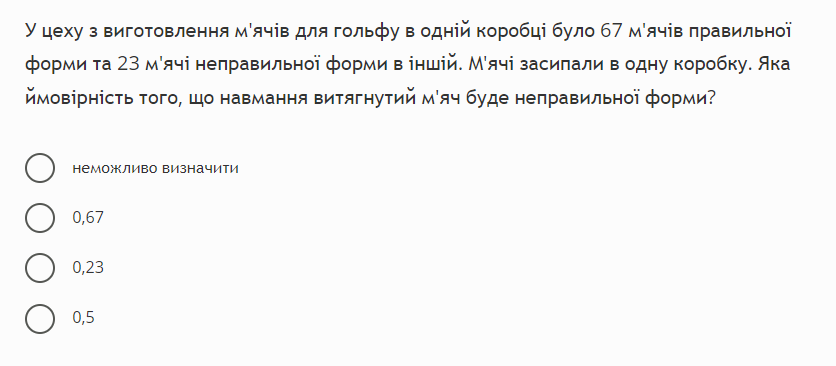 У цеху з виготовлення м'ячів для гольфу в одній коробці було 67 м'ячів правильної
форми та 23 м'ячі неправильної форми в іншій. М'ячі засипали в одну коробку. Яка
ймовірність того, що навмання витягнутий м'яч буде неправильної форми?
неможливо визначити
0,67
0,23
0,5